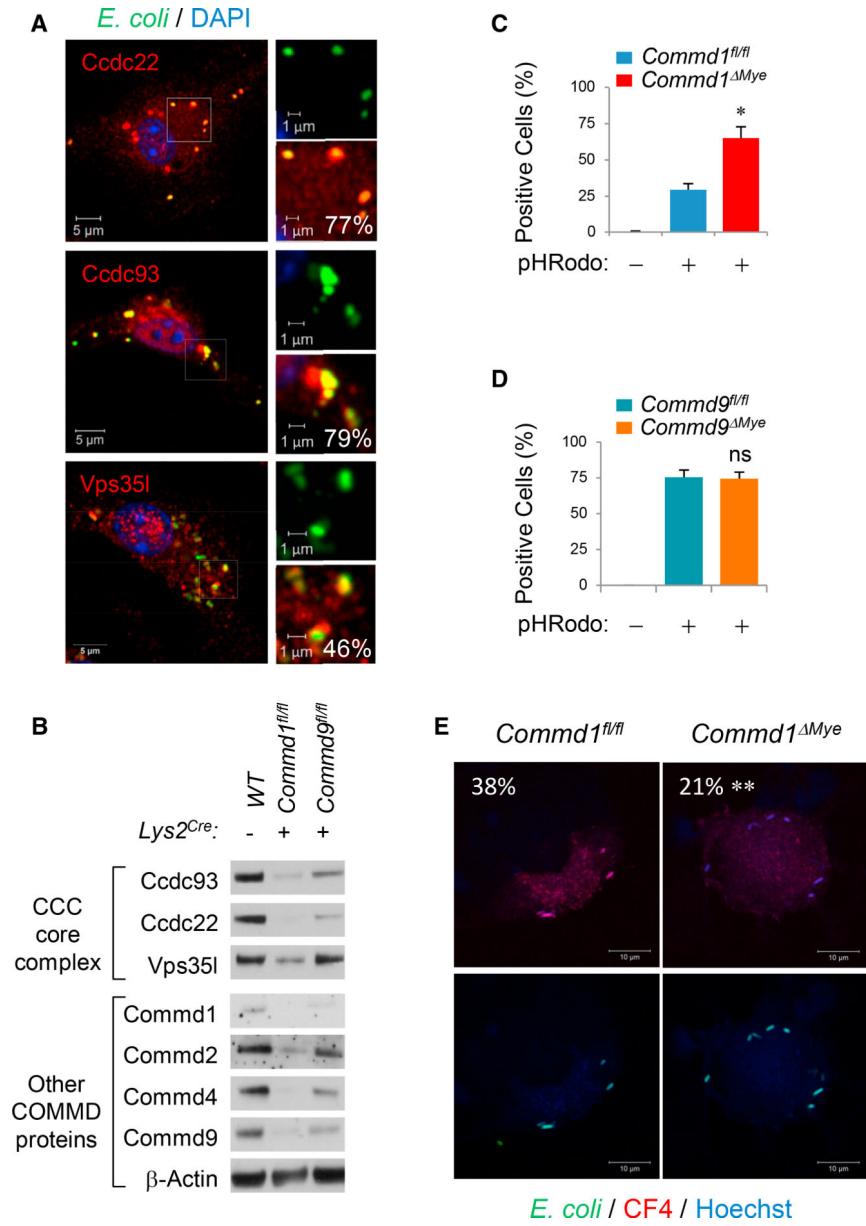 A
E. coli / DAPI
Ccdc22
5 µm
1 µm
1 µm
77%
Ccdc93
5 µm
1 µm
1 µm
79%
Vps35l
5 µm
1 µm
1 µm
46%
B
WT
Commd1fl/fl
Commd9fl/fl
Lys2Cre: - + +
CCC core complex
Ccdc93
Ccdc22
Vps35l
Other COMMD proteins
Commd1
Commd2
Commd4
Commd9
β-Actin
C
Commd1fl/fl
Commd1ΔMye
Positive Cells (%)
100
75
50
25
0
*
pHRodo: – + +
D
Commd9fl/fl
Commd9ΔMye
Positive Cells (%)
100
75
50
25
0
ns
pHRodo: – + +
E
Commd1fl/fl Commd1ΔMye
38%
21% **
10 µm
10 µm
10 µm
10 µm
E. coli / CF4 / Hoechst